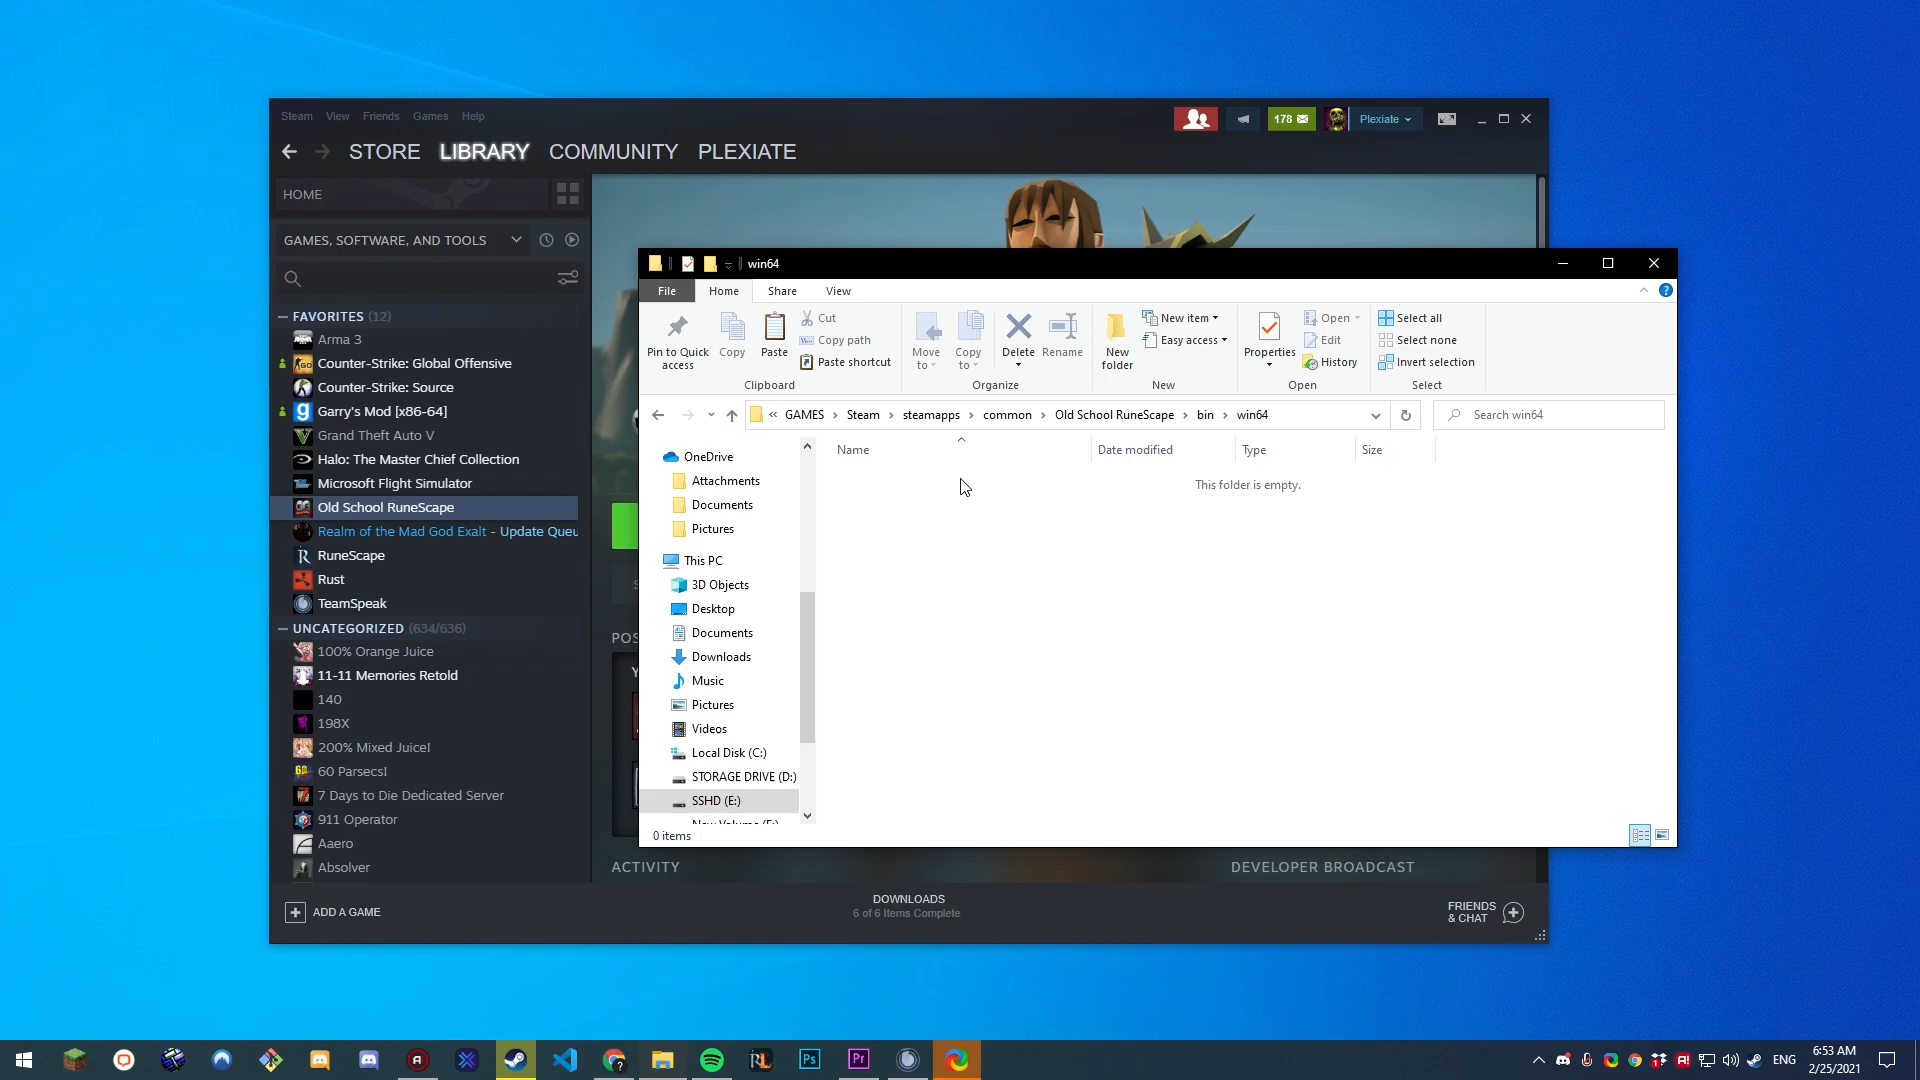 Steam View Friends Games Help
178
Plexiate
STORE LIBRARY COMMUNITY PLEXIATE
HOME
GAMES, SOFTWARE, AND TOOLS
FAVORITES (12)
Arma 3
Counter-Strike: Global Offensive
Counter-Strike: Source
Garry's Mod [x86-64]
Grand Theft Auto V
Halo: The Master Chief Collection
Microsoft Flight Simulator
Old School RuneScape
Realm of the Mad God Exalt - Update Queu
RuneScape
Rust
TeamSpeak
UNCATEGORIZED (634/636)
100% Orange Juice
11-11 Memories Retold
140
198X
200% Mixed Juice!
60 Parsecs!
7 Days to Die Dedicated Server
911 Operator
Aaero
Absolver
ADD A GAME
win64
File Home Share View
Pin to Quick access
Copy
Paste
Cut
Copy path
Paste shortcut
Clipboard
Move to
Copy to
Delete
Rename
Organize
New folder
New item
Easy access
New
Properties
Open
Edit
History
Open
Select all
Select none
Invert selection
Select
« GAMES > Steam > steamapps > common > Old School RuneScape > bin > win64
Search win64
OneDrive
Attachments
Documents
Pictures
This PC
3D Objects
Desktop
Documents
Downloads
Music
Pictures
Videos
Local Disk (C:)
STORAGE DRIVE (D:)
SSHD (E:)
Name Date modified Type Size
This folder is empty.
0 items
POS
Y
ACTIVITY
DEVELOPER BROADCAST
DOWNLOADS
6 of 6 Items Complete
FRIENDS
& CHAT
RL
Ps
Pr
ENG
6:53 AM
2/25/2021